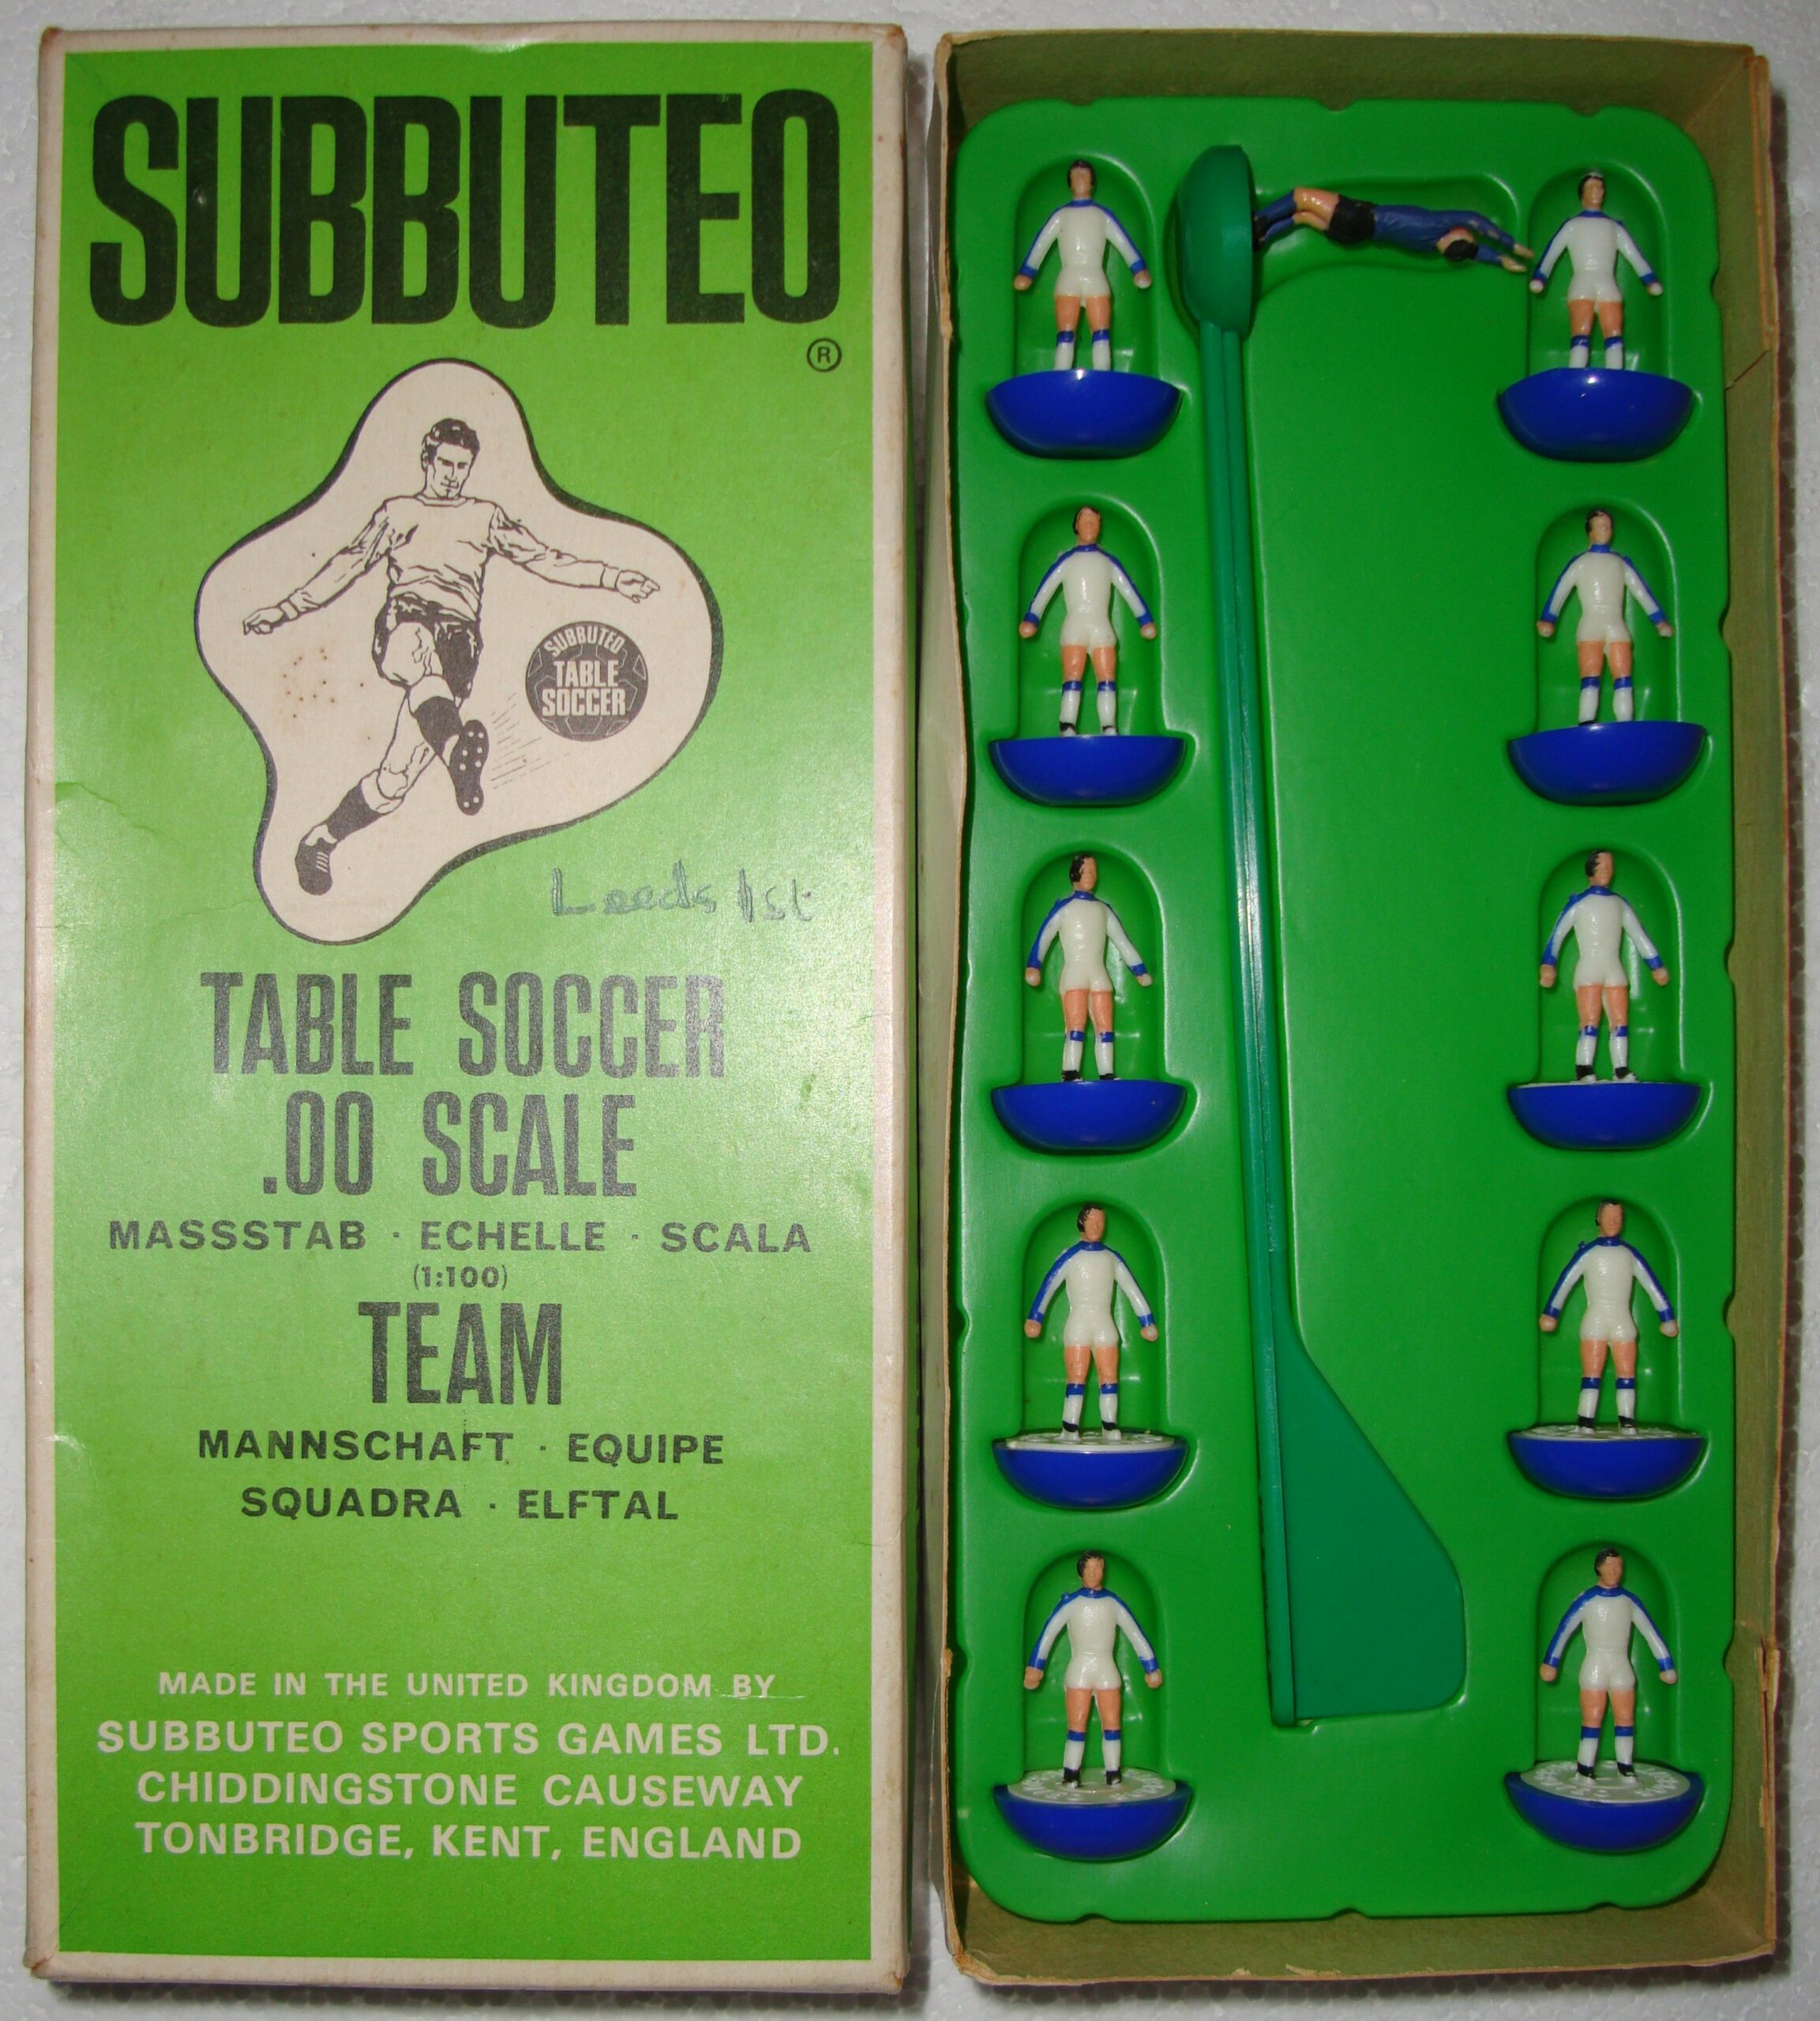 SUBBUTEO
®
SUBBUTEO
TABLE
SOCCER
Leeds 1st
TABLE SOCCER
.00 SCALE
MASSSTAB · ECHELLE · SCALA
(1:100)
TEAM
MANNSCHAFT · EQUIPE
SQUADRA · ELFTAL
MADE IN THE UNITED KINGDOM BY
SUBBUTEO SPORTS GAMES LTD.
CHIDDINGSTONE CAUSEWAY
TONBRIDGE, KENT, ENGLAND